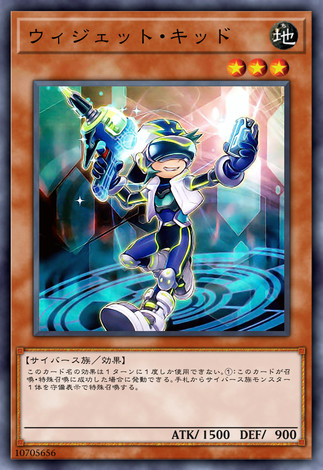 ウィジェット・キッド
地
【サイバース族／効果】
このカード名の効果は1ターンに1度しか使用できない。①:このカードが召
喚・特殊召喚に成功した場合に発動できる。手札からサイバース族モンスター
1体を守備表示で特殊召喚する。
ATK/ 1500 DEF/ 900
10705656